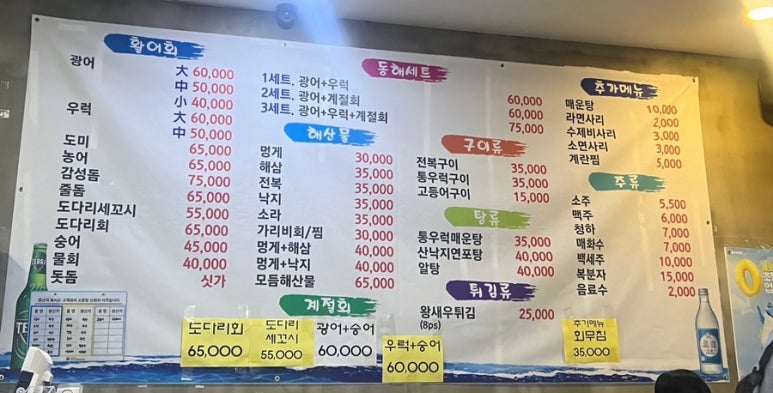 활어회
광어 大 60,000
中 50,000
小 40,000
우럭 大 60,000
中 50,000
도미 65,000
농어 65,000
감성돔 75,000
줄돔 65,000
도다리세꼬시 55,000
도다리회 65,000
숭어 45,000
물회 40,000
돗돔 싯가
동해세트
1세트. 광어+우럭 60,000
2세트. 광어+계절회 60,000
3세트. 광어+우럭+계절회 75,000
해산물
멍게 30,000
해삼 35,000
전복 35,000
낙지 35,000
소라 35,000
가리비회/찜 30,000
멍게+해삼 40,000
멍게+낙지 40,000
모듬해산물 65,000
구이류
전복구이 35,000
통우럭구이 35,000
고등어구이 15,000
탕류
통우럭매운탕 35,000
산낙지연포탕 40,000
알탕 40,000
튀김류
왕새우튀김 25,000
(8ps)
추가메뉴
매운탕 10,000
라면사리 2,000
수제비사리 3,000
소면사리 3,000
계란찜 5,000
주류
소주 5,500
맥주 6,000
청하 7,000
매화수 7,000
백세주 10,000
복분자 15,000
음료수 2,000
계절회
도다리회
65,000
도다리
세꼬시
55,000
광어+숭어
60,000
우럭+숭어
60,000
추가메뉴
회무침
35,000